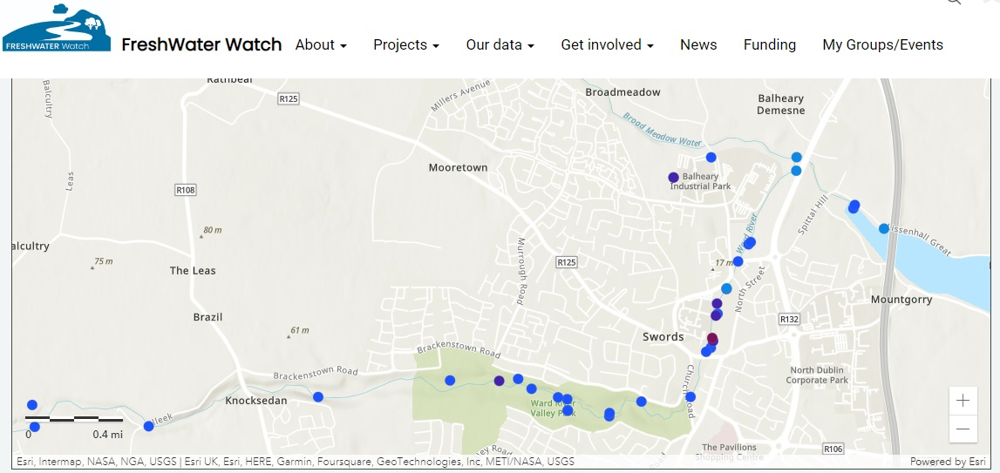 FRESHWATER Watch
FreshWater Watch
About
Projects
Our data
Get involved
News
Funding
My Groups/Events
Rathbeal
R125
Balcultry
Millers Avenue
Broadmeadow
Balheary
Demesne
Broad Meadow Water
Mooretown
Leas
R108
Balheary
Industrial Park
Spittal Hill
80 m
alcultry
75 m
The Leas
Murrough Road
R125
Ward River
17 m
issenhall Great
North Street
Mountgorry
Brazil
61 m
Swords
R132
Brackenstown Road
Brackenstown Road
Church Road
North Dublin
Corporate Park
Knocksedan
Ward River
Valley Park
lleek
0
0.4 mi
The Pavilions
Shopping Centre
R106
ey Road
Road
+
−
Esri, Intermap, NASA, NGA, USGS | Esri UK, Esri, HERE, Garmin, Foursquare, GeoTechnologies, Inc, METI/NASA, USGS
Powered by Esri